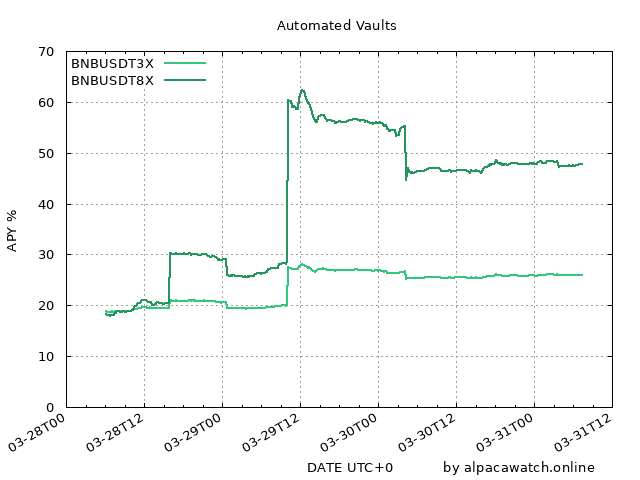 Automated Vaults
BNBUSDT3X
BNBUSDT8X
APY %
70
60
50
40
30
20
10
0
03-28T00
03-28T12
03-29T00
03-29T12
03-30T00
03-30T12
03-31T00
03-31T12
DATE UTC+0
by alpacawatch.online